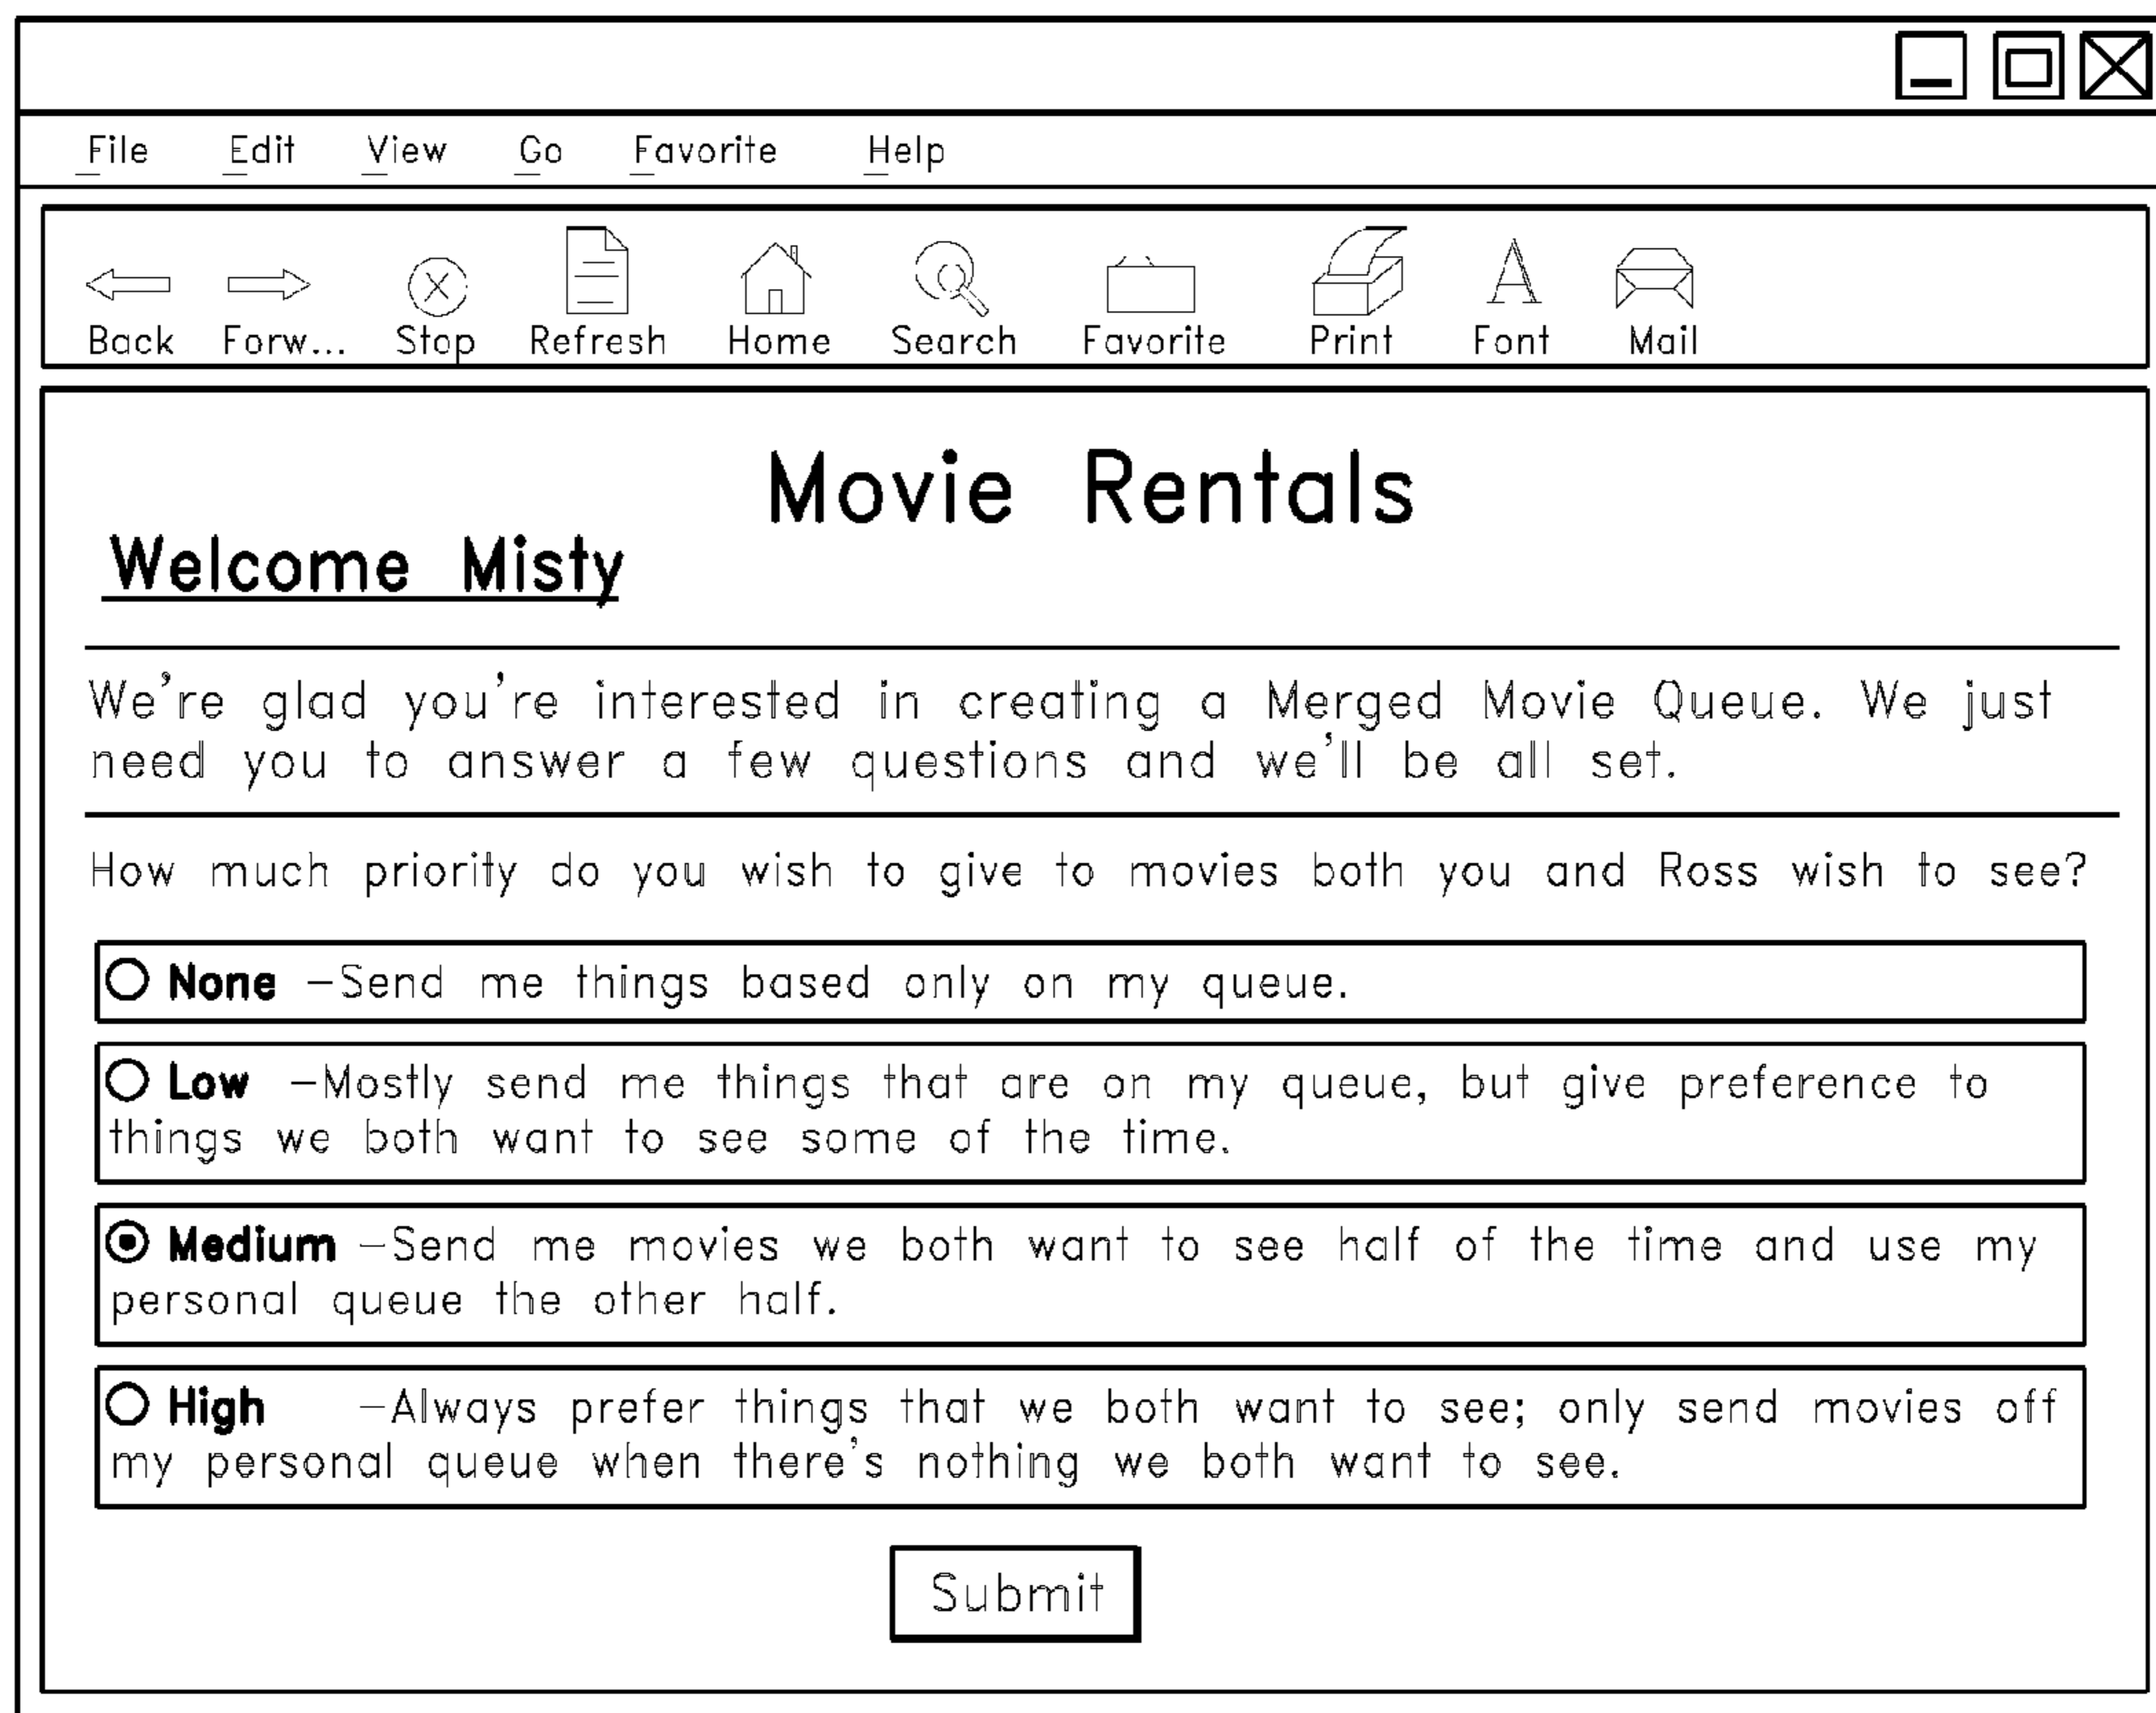 File Edit View Go Favorite Help
Back Forw... Stop Refresh Home Search Favorite Print Font Mail
Movie Rentals
Welcome Misty
We're glad you're interested in creating a Merged Movie Queue. We just
need you to answer a few questions and we'll be all set.
How much priority do you wish to give to movies both you and Ross wish to see?
None -Send me things based only on my queue.
Low -Mostly send me things that are on my queue, but give preference to
things we both want to see some of the time.
Medium -Send me movies we both want to see half of the time and use my
personal queue the other half.
High -Always prefer things that we both want to see; only send movies off
my personal queue when there's nothing we both want to see.
Submit